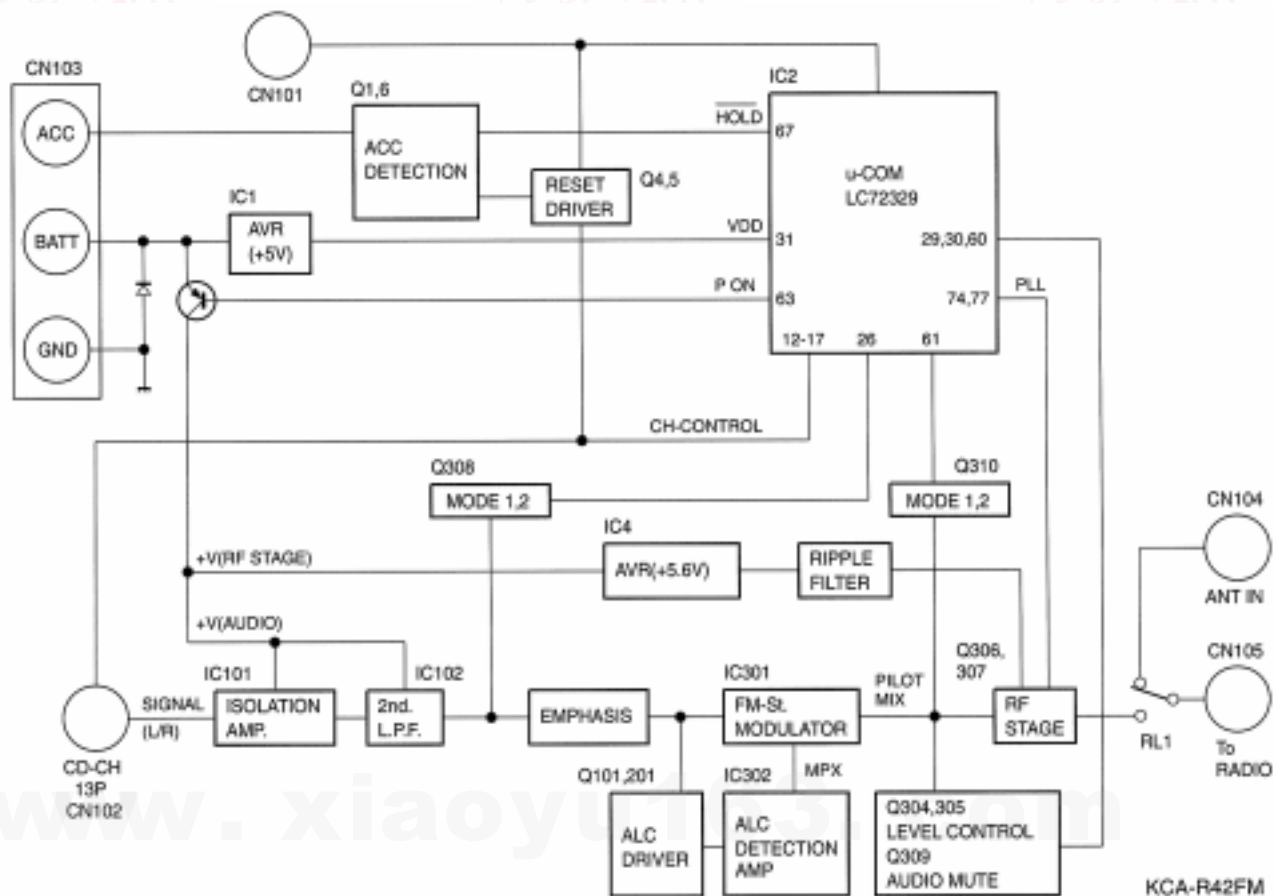 CN103
ACC
BATT
GND
CN101
Q1,6
ACC
DETECTION
IC1
AVR
(+5V)
RESET
DRIVER
Q4,5
IC2
HOLD
67
u-COM
LC72329
VDD
31
29,30,60
P ON
63
74,77
PLL
12-17
26
61
CH-CONTROL
Q308
MODE 1,2
Q310
MODE 1,2
IC4
AVR(+5.6V)
RIPPLE
FILTER
CN104
ANT IN
+V(RF STAGE)
+V(AUDIO)
IC101
ISOLATION
AMP.
IC102
2nd.
L.P.F.
SIGNAL
(L/R)
CD-CH
13P
CN102
EMPHASIS
IC301
FM-St.
MODULATOR
PILOT
MIX
Q306,
307
RF
STAGE
RL1
CN105
To
RADIO
Q101,201
ALC
DRIVER
IC302
MPX
ALC
DETECTION
AMP
Q304,305
LEVEL CONTROL
Q309
AUDIO MUTE
KCA-R42FM
www.xiaoyu163.com